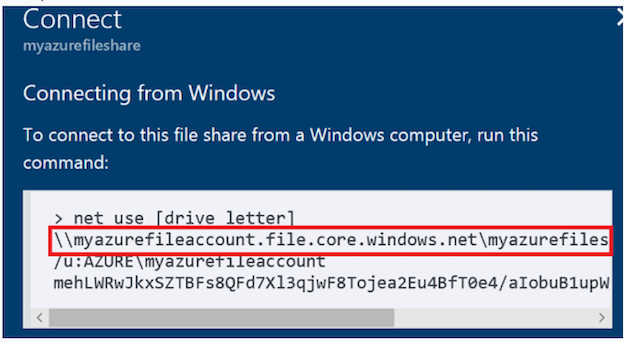 Connect
myazurefileshare
Connecting from Windows
To connect to this file share from a Windows computer, run this
command:
> net use [drive letter]
\\myazurefileaccount.file.core.windows.net\myazurefiles
/u:AZURE\myazurefileaccount
mehLWRwJkxSZTBFs8QFd7Xl3qjwF8Tojea2Eu4BfT0e4/aIobuB1upW